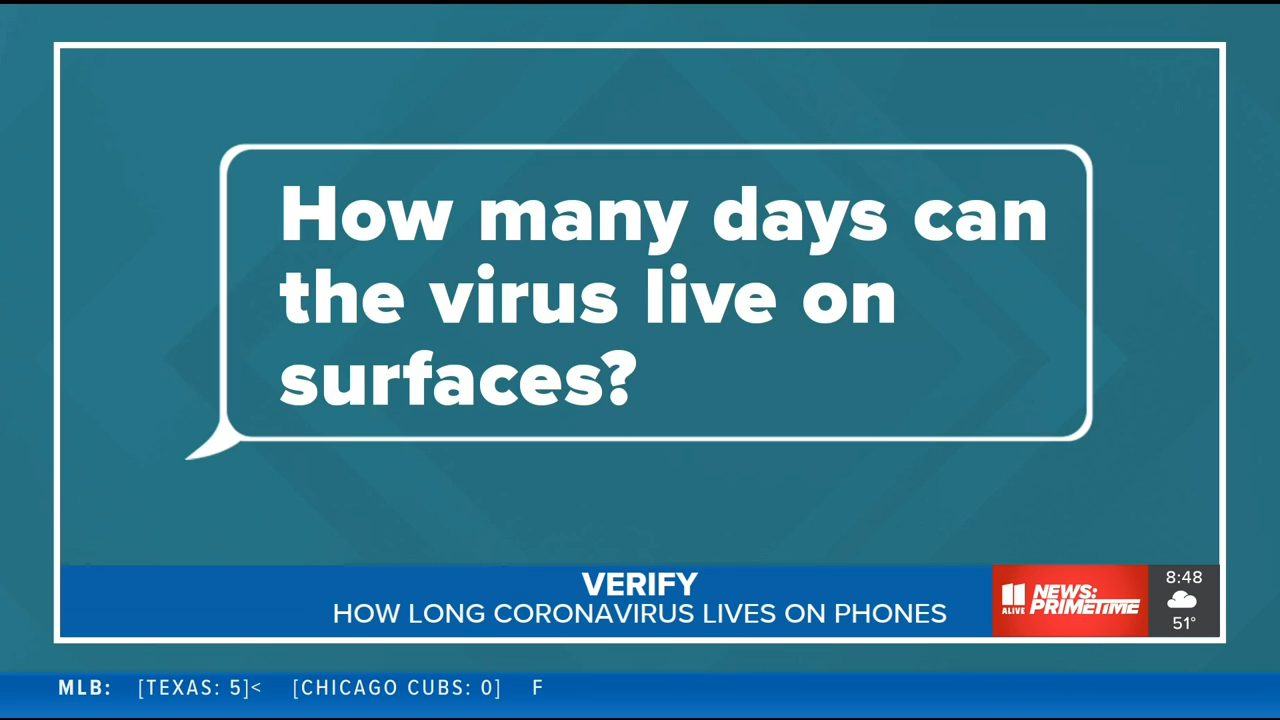 How many days can
the virus live on
surfaces?
VERIFY
HOW LONG CORONAVIRUS LIVES ON PHONES
11 ALIVE NEWS: PRIMETIME
8:48
51°
MLB: [TEXAS: 5]< [CHICAGO CUBS: 0] F